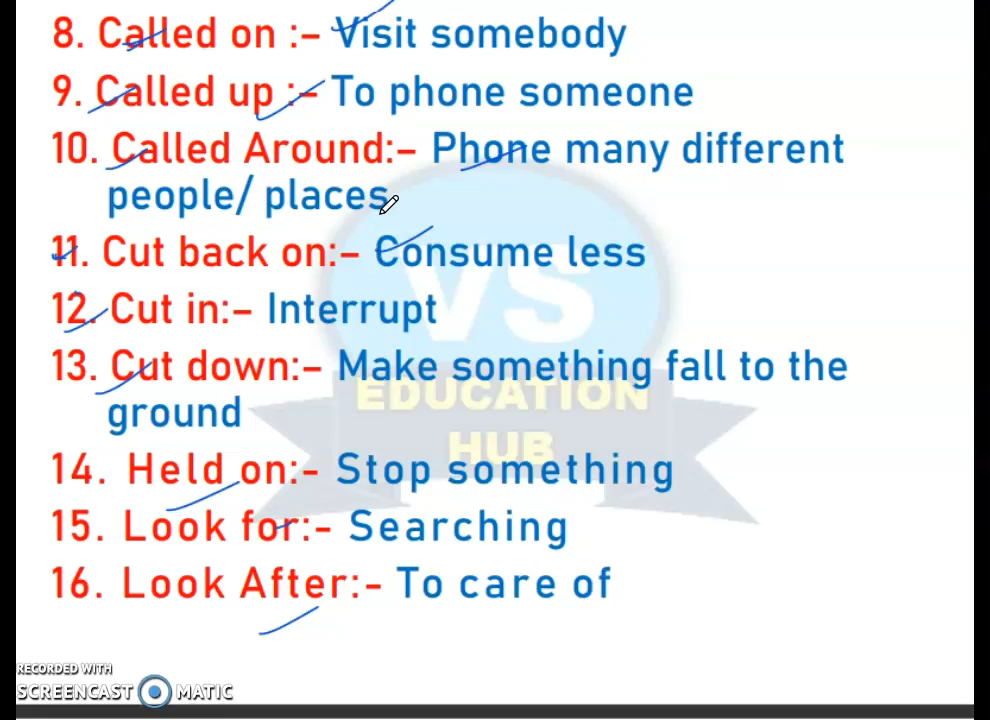 8. Called on :- Visit somebody
9. Called up :- To phone someone
10. Called Around:- Phone many different
people/ places
11. Cut back on:- Consume less
12. Cut in:- Interrupt
13. Cut down:- Make something fall to the
ground
14. Held on:- Stop something
15. Look for:- Searching
16. Look After:- To care of
VS
EDUCATION
HUB
RECORDED WITH
SCREENCAST MATIC